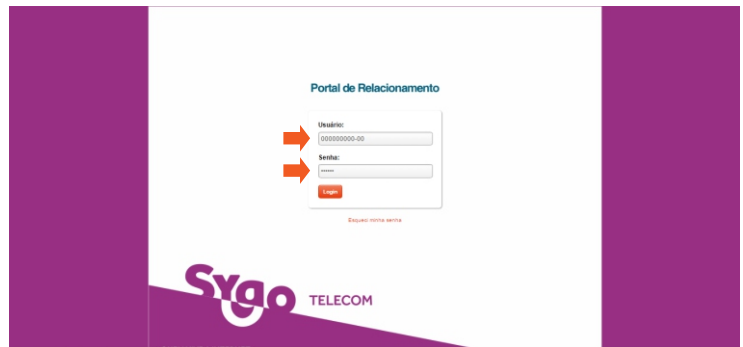 Portal de Relacionamento
Usuário:
000000000-00
Senha:
••••••
Login
Esqueci minha senha
Sygo
TELECOM